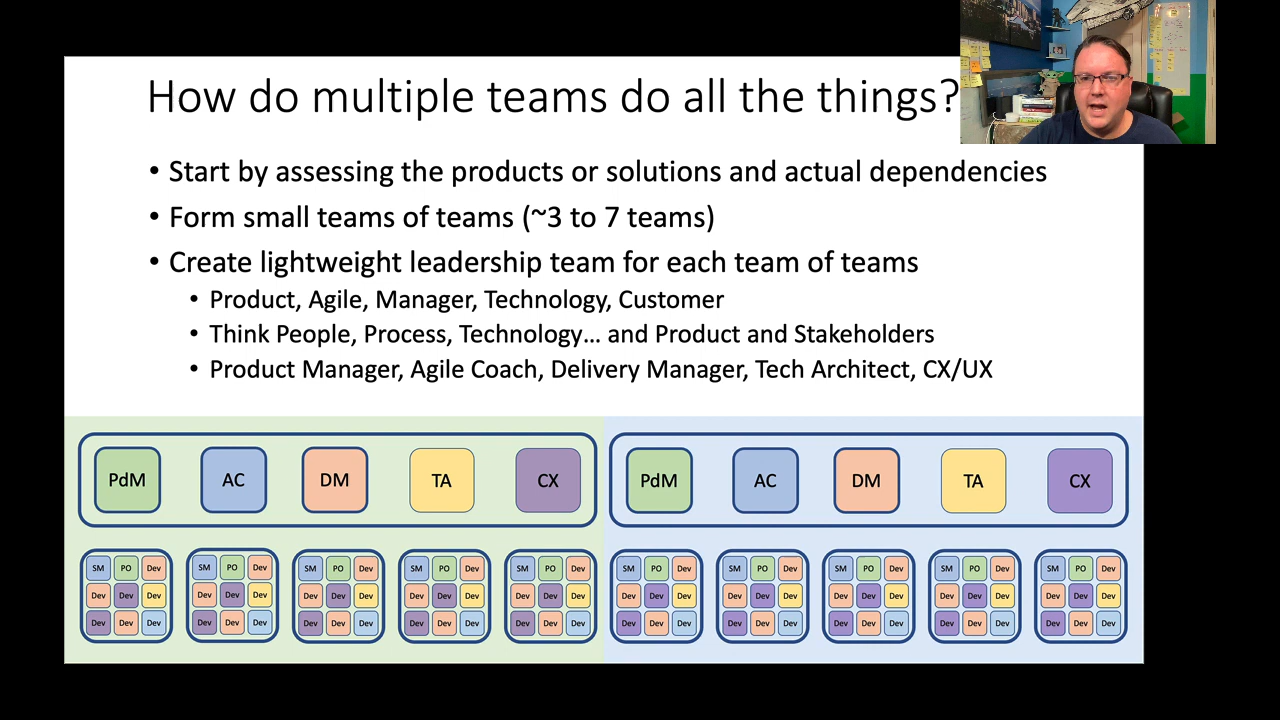 How do multiple teams do all the things?
• Start by assessing the products or solutions and actual dependencies
• Form small teams of teams (~3 to 7 teams)
• Create lightweight leadership team for each team of teams
• Product, Agile, Manager, Technology, Customer
• Think People, Process, Technology... and Product and Stakeholders
• Product Manager, Agile Coach, Delivery Manager, Tech Architect, CX/UX
PdM AC DM TA CX PdM AC DM TA CX
SM PO Dev SM PO Dev SM PO Dev SM PO Dev SM PO Dev SM PO Dev SM PO Dev SM PO Dev SM PO Dev SM PO Dev
Dev Dev Dev Dev Dev Dev Dev Dev Dev Dev Dev Dev Dev Dev Dev Dev Dev Dev Dev Dev Dev Dev Dev Dev Dev Dev Dev Dev Dev Dev
Dev Dev Dev Dev Dev Dev Dev Dev Dev Dev Dev Dev Dev Dev Dev Dev Dev Dev Dev Dev Dev Dev Dev Dev Dev Dev Dev Dev Dev Dev